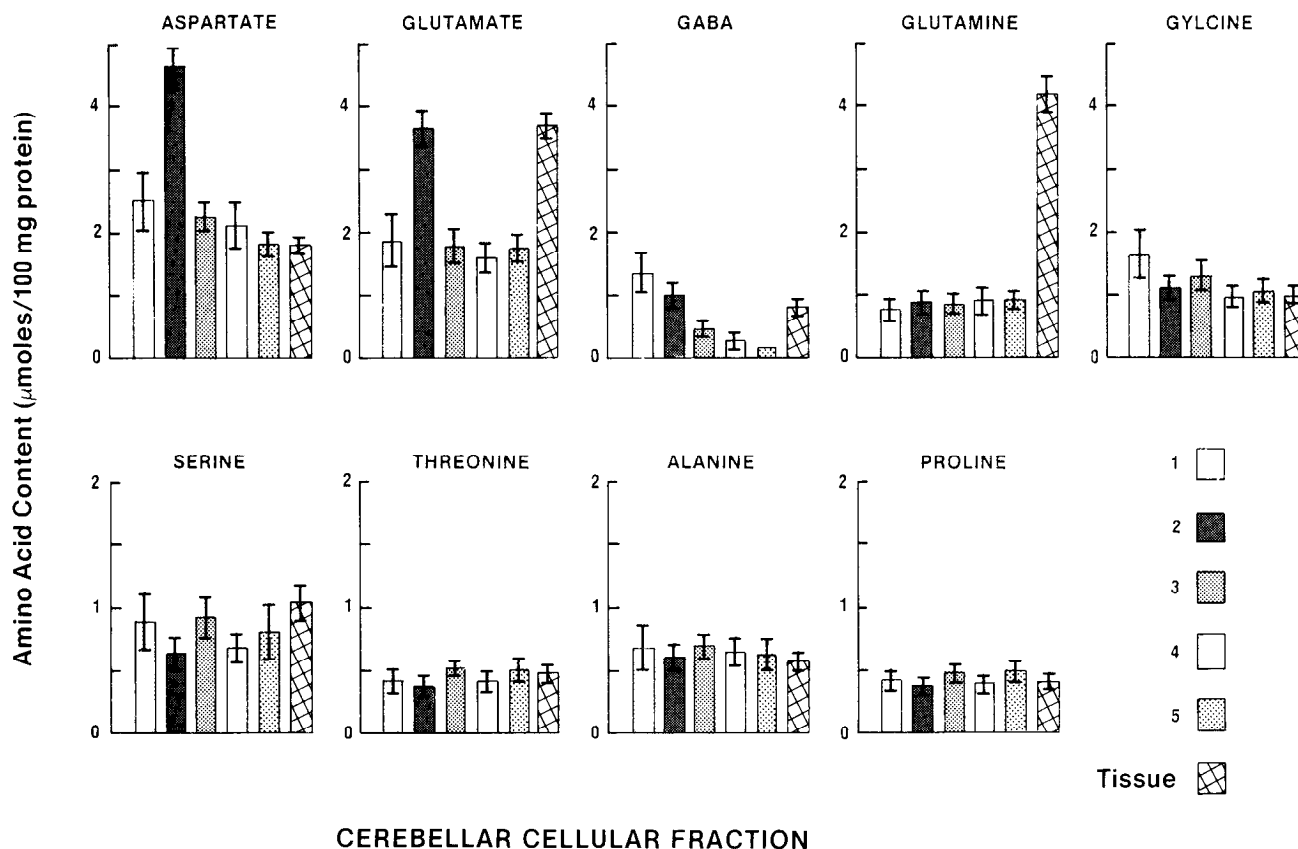 ASPARTATE GLUTAMATE GABA GLUTAMINE GYLCINE
Amino Acid Content (μmoles/100 mg protein)
4 4 4 4 4
2 2 2 2 2
0 0 0 0 0
SERINE THREONINE ALANINE PROLINE
2 2 2 2
1 1 1 1
0 0 0 0
1
2
3
4
5
Tissue
CEREBELLAR CELLULAR FRACTION